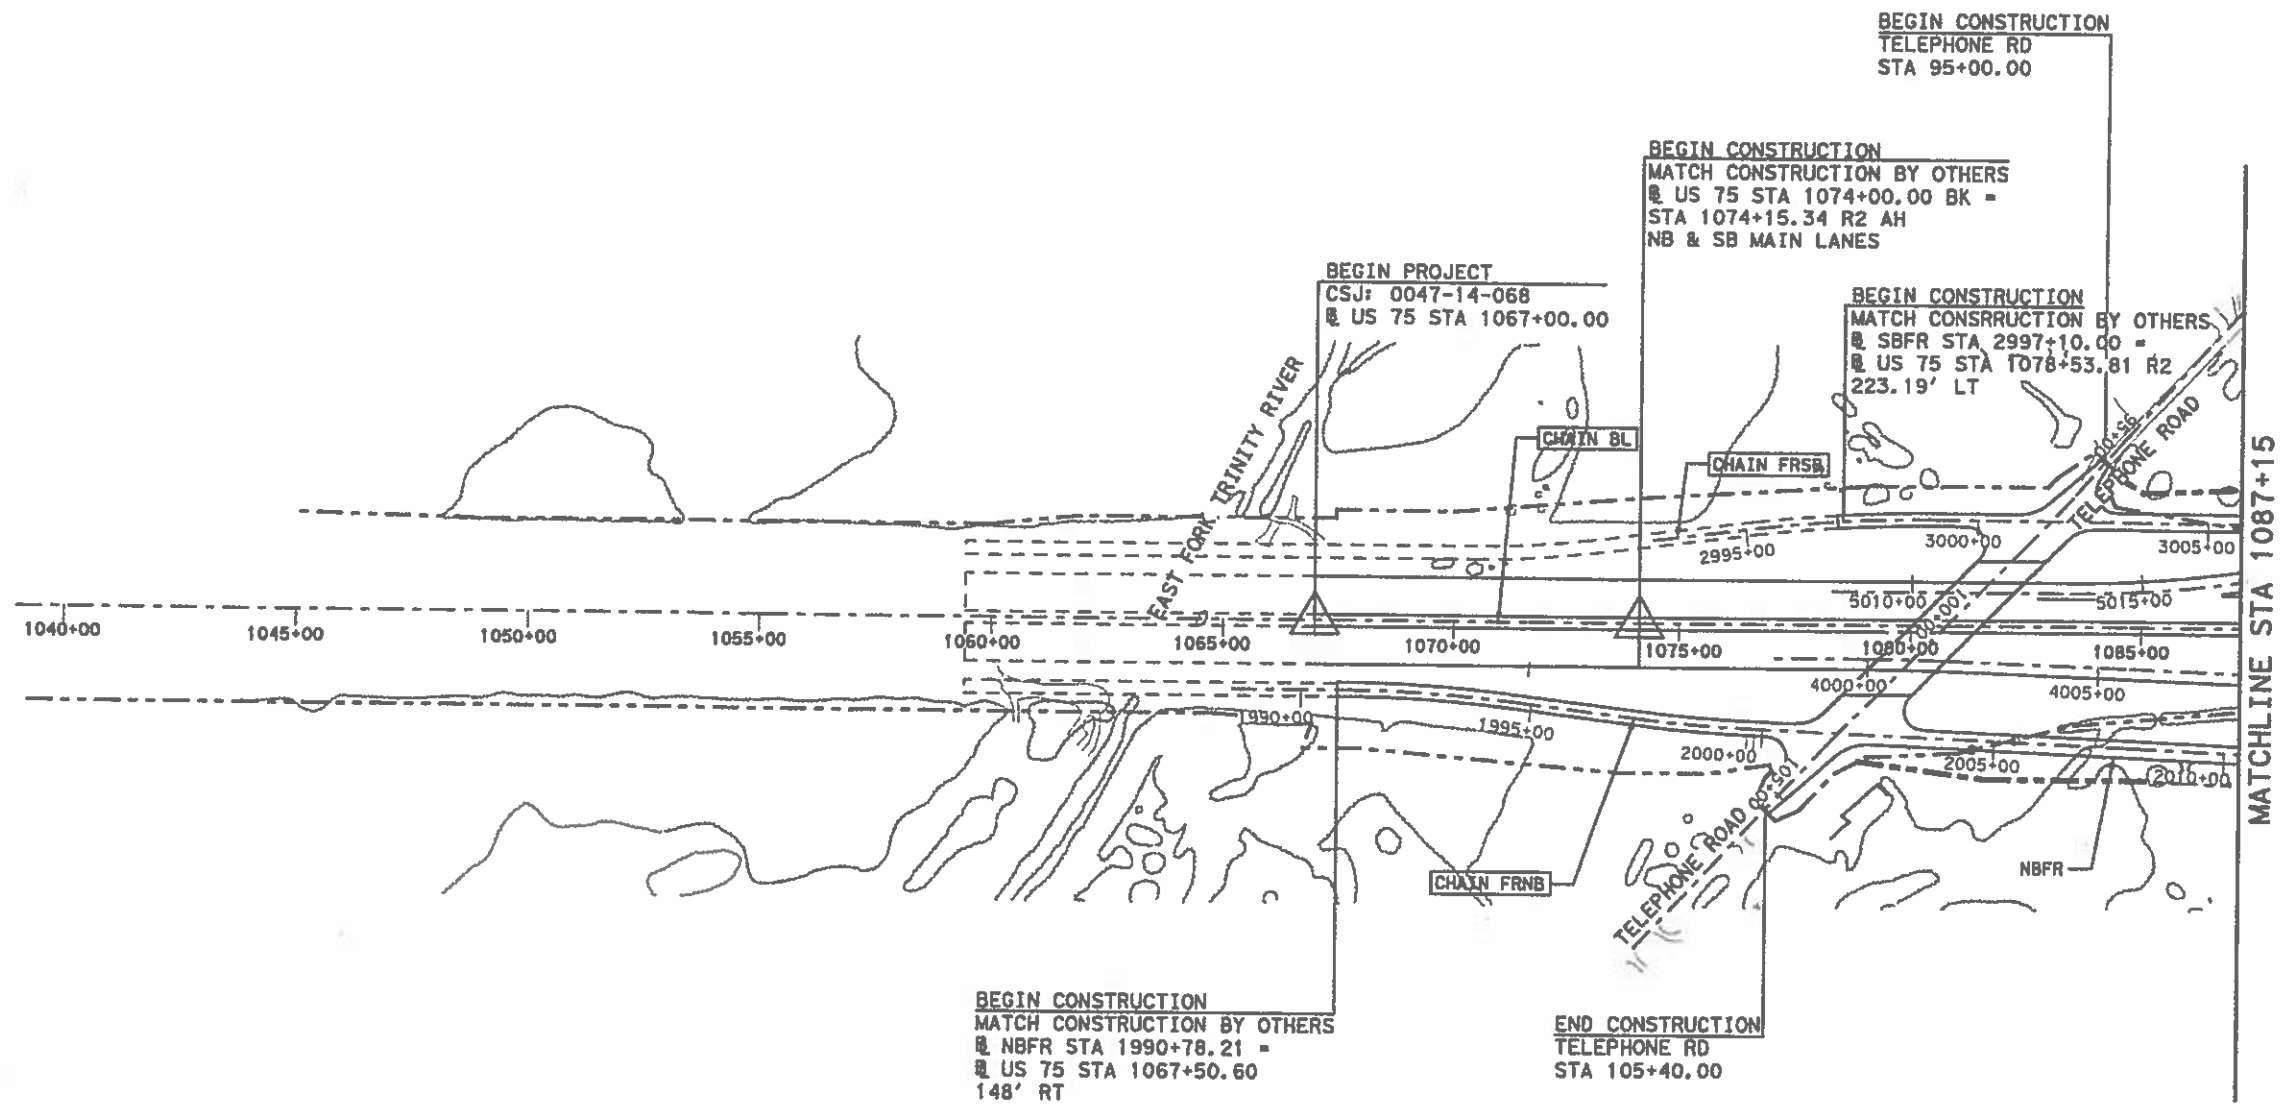 BEGIN CONSTRUCTION
TELEPHONE RD
STA 95+00.00
BEGIN CONSTRUCTION
MATCH CONSTRUCTION BY OTHERS
℄ US 75 STA 1074+00.00 BK =
STA 1074+15.34 R2 AH
NB & SB MAIN LANES
BEGIN PROJECT
CSJ: 0047-14-068
℄ US 75 STA 1067+00.00
BEGIN CONSTRUCTION
MATCH CONSRRUCTION BY OTHERS
℄ SBFR STA 2997+10.00 =
℄ US 75 STA 1078+53.81 R2
223.19' LT
EAST FORK TRINITY RIVER
CHAIN BL
CHAIN FRSB
95+00
TELEPHONE ROAD
MATCHLINE STA 1087+15
2995+00
3000+00
3005+00
5010+00
5015+00
100+00
1040+00
1045+00
1050+00
1055+00
1060+00
1065+00
1070+00
1075+00
1080+00
1085+00
4000+00
4005+00
1990+00
1995+00
2000+00
2005+00
2010+00
105+00
TELEPHONE ROAD
CHAIN FRNB
NBFR
BEGIN CONSTRUCTION
MATCH CONSTRUCTION BY OTHERS
℄ NBFR STA 1990+78.21 =
℄ US 75 STA 1067+50.60
148' RT
END CONSTRUCTION
TELEPHONE RD
STA 105+40.00